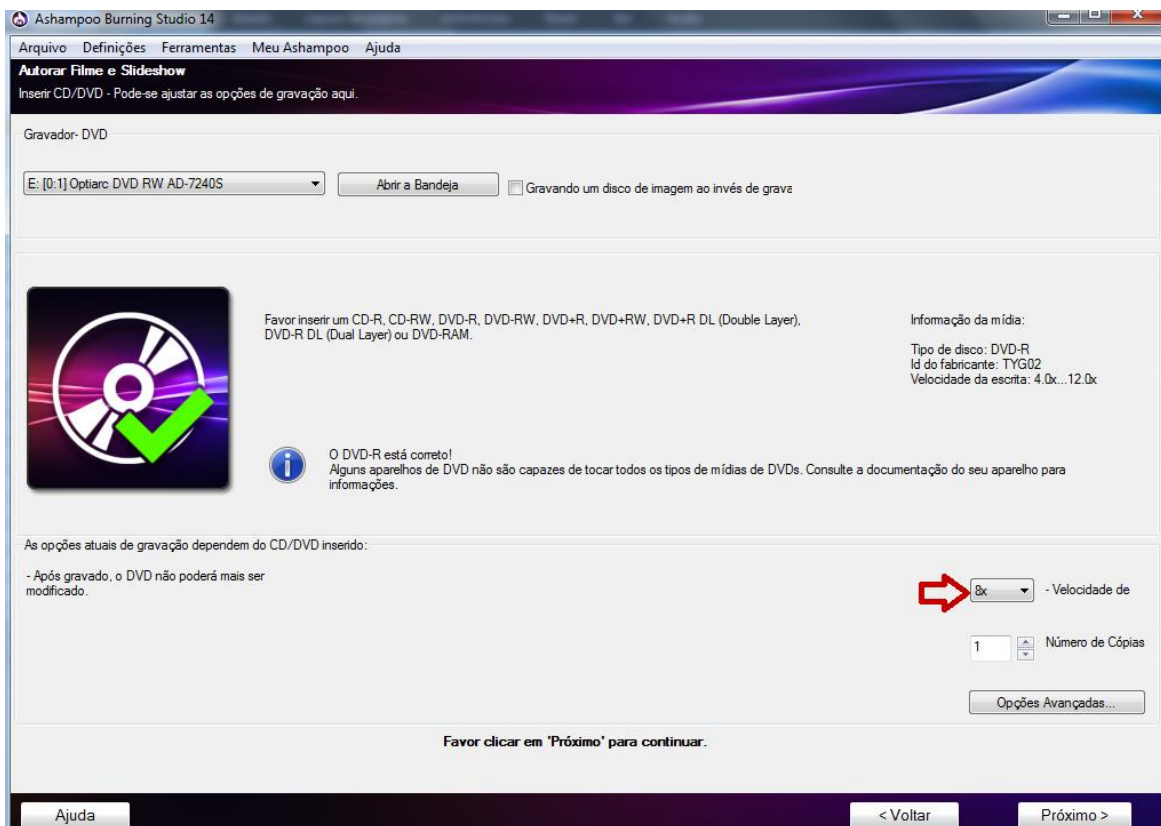 Ashampoo Burning Studio 14
Arquivo Definições Ferramentas Meu Ashampoo Ajuda
Autorar Filme e Slideshow
Inserir CD/DVD - Pode-se ajustar as opções de gravação aqui.
Gravador- DVD
E: [0:1] Optiarc DVD RW AD-7240S
Abrir a Bandeja
Gravando um disco de imagem ao invés de grava
Favor inserir um CD-R, CD-RW, DVD-R, DVD-RW, DVD+R, DVD+RW, DVD+R DL (Double Layer),
DVD-R DL (Dual Layer) ou DVD-RAM.
Informação da mídia:
Tipo de disco: DVD-R
Id do fabricante: TYG02
Velocidade da escrita: 4.0x...12.0x
O DVD-R está correto!
Alguns aparelhos de DVD não são capazes de tocar todos os tipos de mídias de DVDs. Consulte a documentação do seu aparelho para
informações.
As opções atuais de gravação dependem do CD/DVD inserido:
- Após gravado, o DVD não poderá mais ser
modificado.
8x - Velocidade de
1 Número de Cópias
Opções Avançadas...
Favor clicar em 'Próximo' para continuar.
Ajuda
< Voltar
Próximo >